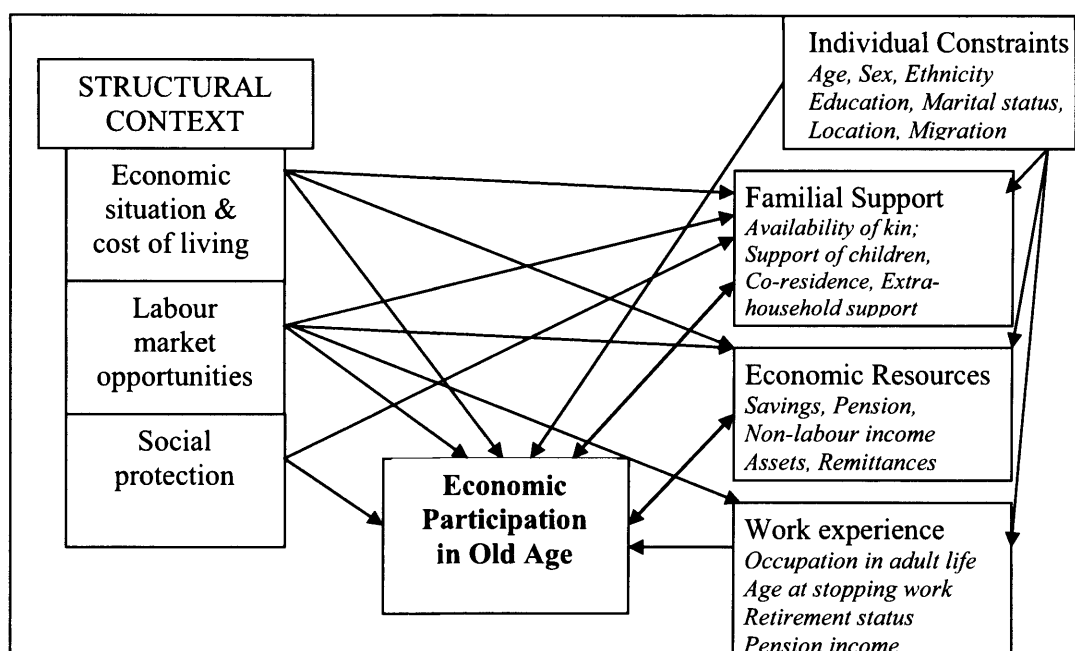 STRUCTURAL
CONTEXT
Economic
situation &
cost of living
Labour
market
opportunities
Social
protection
Economic
Participation
in Old Age
Individual Constraints
Age, Sex, Ethnicity
Education, Marital status,
Location, Migration
Familial Support
Availability of kin;
Support of children,
Co-residence, Extra-
household support
Economic Resources
Savings, Pension,
Non-labour income
Assets, Remittances
Work experience
Occupation in adult life
Age at stopping work
Retirement status
Pension income